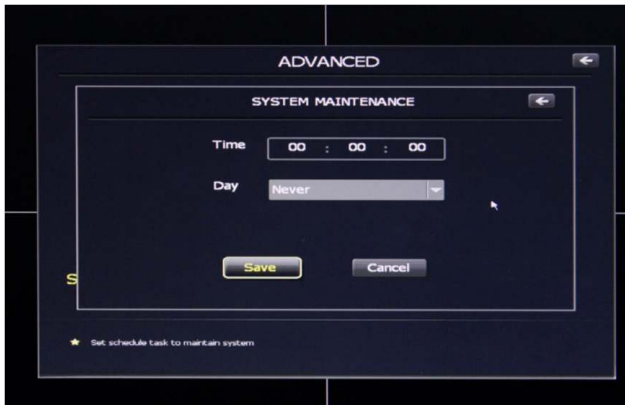 ADVANCED
SYSTEM MAINTENANCE
Time 00 : 00 : 00
Day Never
Save Cancel
S
Set schedule task to maintain system